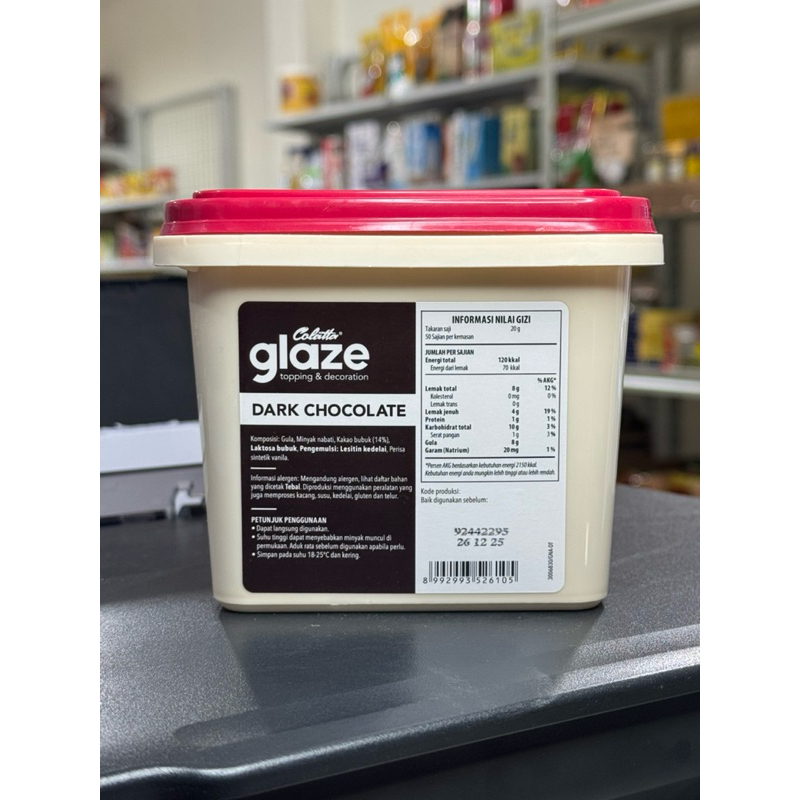 Colatta®
glaze
topping & decoration
DARK CHOCOLATE
Komposisi: Gula, Minyak nabati, Kakao bubuk (14%),
Laktosa bubuk, Pengemulsi: Lesitin kedelai, Perisa
sintetik vanila.
Informasi alergen: Mengandung alergen, lihat daftar bahan
yang dicetak Tebal. Diproduksi menggunakan peralatan yang
juga memproses kacang, susu, kedelai, gluten dan telur.
PETUNJUK PENGGUNAAN
• Dapat langsung digunakan.
• Suhu tinggi dapat menyebabkan minyak muncul di
permukaan. Aduk rata sebelum digunakan apabila perlu.
• Simpan pada suhu 18-25°C dan kering.
INFORMASI NILAI GIZI
Takaran saji 20 g
50 Sajian per kemasan
JUMLAH PER SAJIAN
Energi total 120 kkal
Energi dari lemak 70 kkal
% AKG*
Lemak total 8 g 12 %
Kolesterol 0 mg 0 %
Lemak trans 0 g
Lemak jenuh 4 g 19 %
Protein 1 g 1 %
Karbohidrat total 10 g 3 %
Serat pangan 1 g 3 %
Gula 8 g
Garam (Natrium) 20 mg 1 %
*Persen AKG berdasarkan kebutuhan energi 2150 kkal.
Kebutuhan energi anda mungkin lebih tinggi atau lebih rendah.
Kode produksi:
Baik digunakan sebelum:
92442295
26 12 25
8 992993 526105